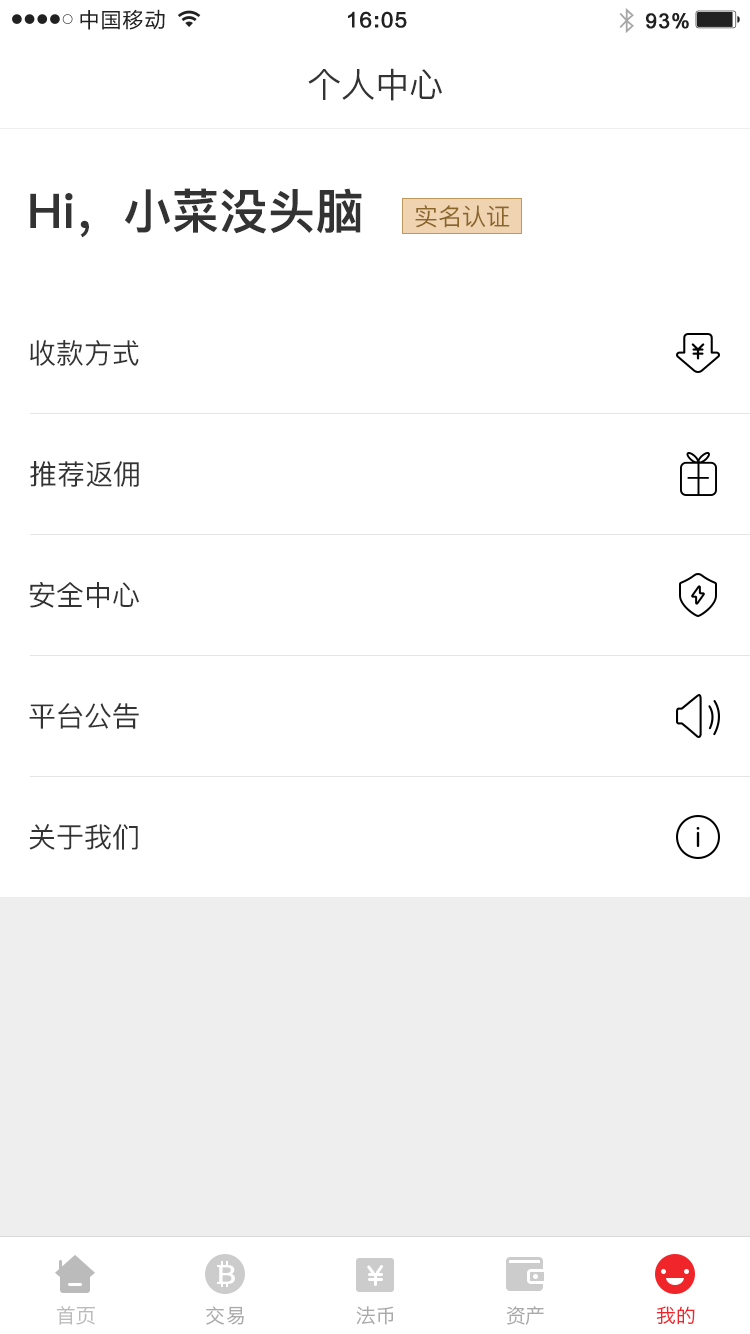 中国移动 16:05 93%
个人中心
Hi，小菜没头脑 实名认证
收款方式
推荐返佣
安全中心
平台公告
关于我们
首页 交易 法币 资产 我的